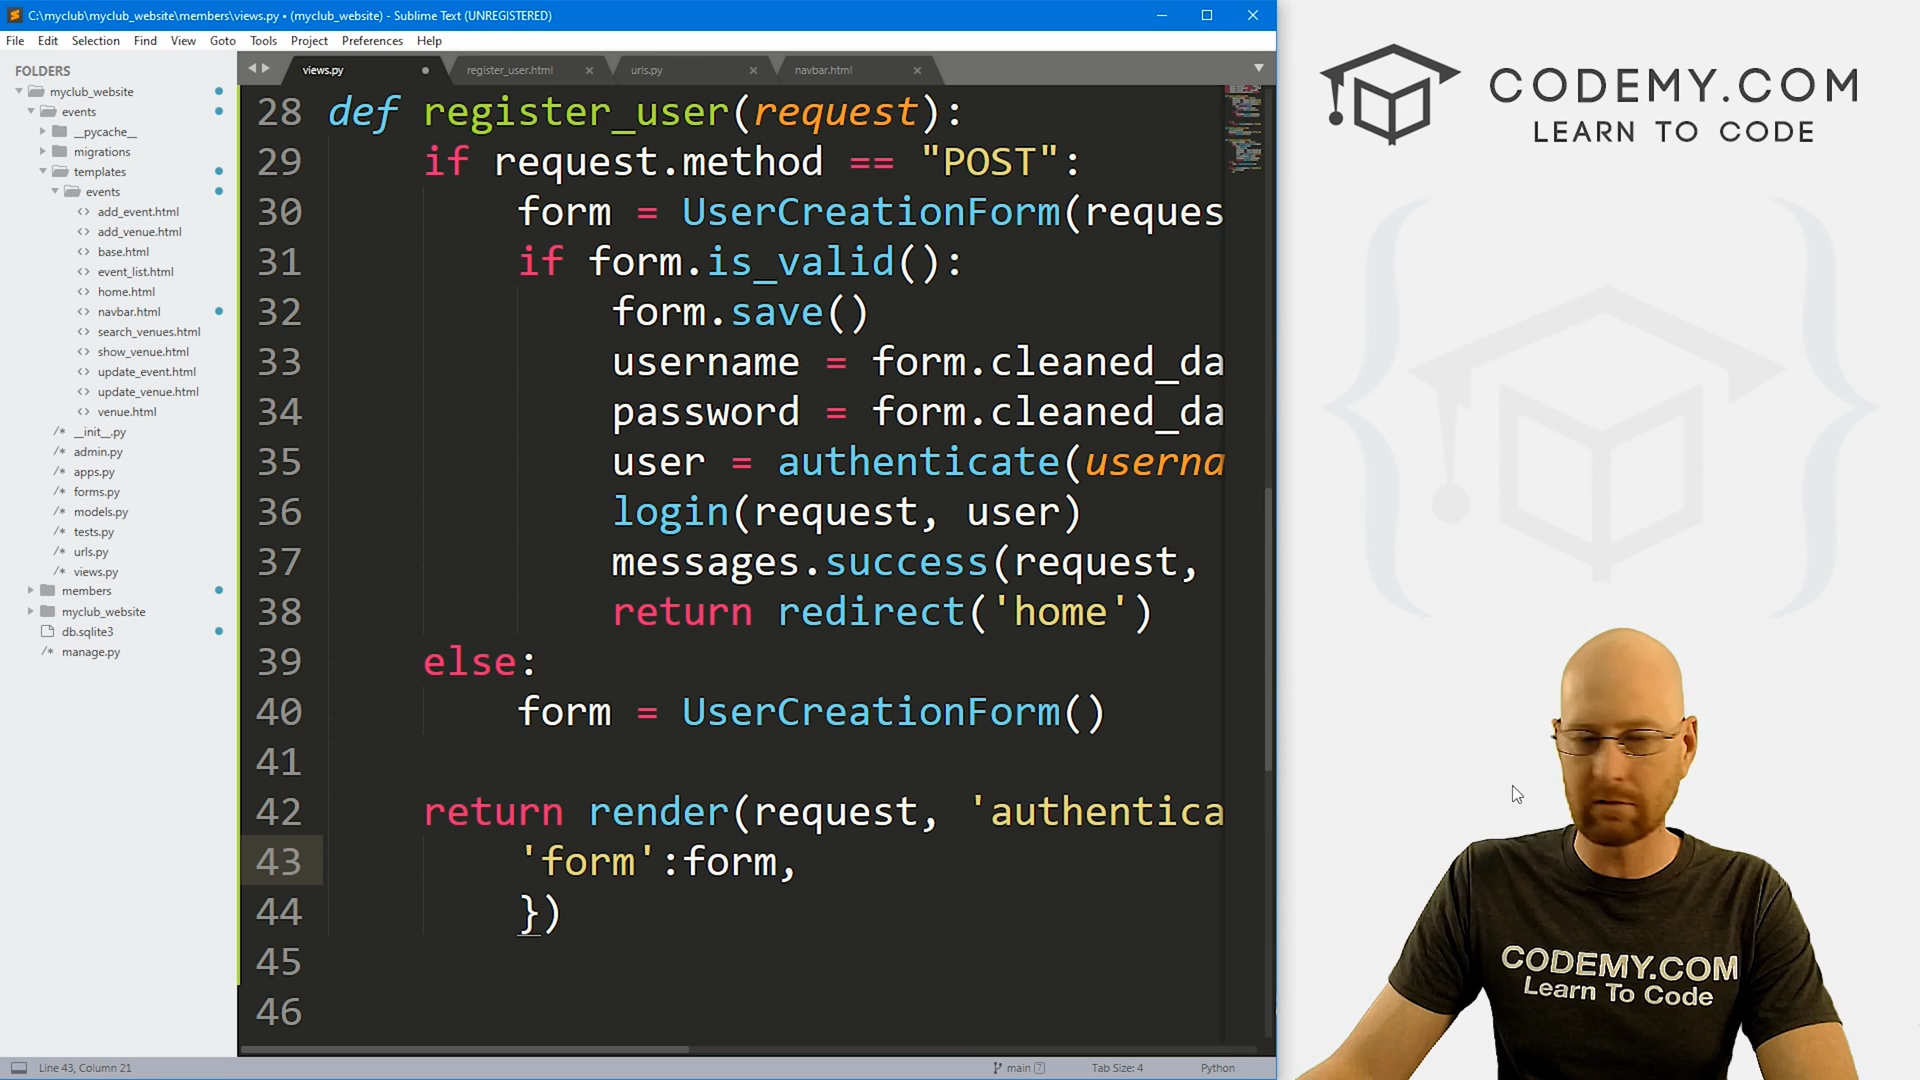 C:\myclub\myclub_website\members\views.py • (myclub_website) - Sublime Text (UNREGISTERED)
File Edit Selection Find View Goto Tools Project Preferences Help
FOLDERS
myclub_website
events
__pycache__
migrations
templates
events
add_event.html
add_venue.html
base.html
event_list.html
home.html
navbar.html
search_venues.html
show_venue.html
update_event.html
update_venue.html
venue.html
/* __init__.py
/* admin.py
/* apps.py
/* forms.py
/* models.py
/* tests.py
/* urls.py
/* views.py
members
myclub_website
db.sqlite3
/* manage.py
views.py register_user.html urls.py navbar.html
28 def register_user(request):
29 if request.method == "POST":
30 form = UserCreationForm(reques
31 if form.is_valid():
32 form.save()
33 username = form.cleaned_da
34 password = form.cleaned_da
35 user = authenticate(userna
36 login(request, user)
37 messages.success(request,
38 return redirect('home')
39 else:
40 form = UserCreationForm()
41
42 return render(request, 'authentica
43 'form':form,
44 })
45
46
Line 43, Column 21
main 7
Tab Size: 4
Python
CODEMY.COM
LEARN TO CODE
CODEMY.COM
Learn To Code